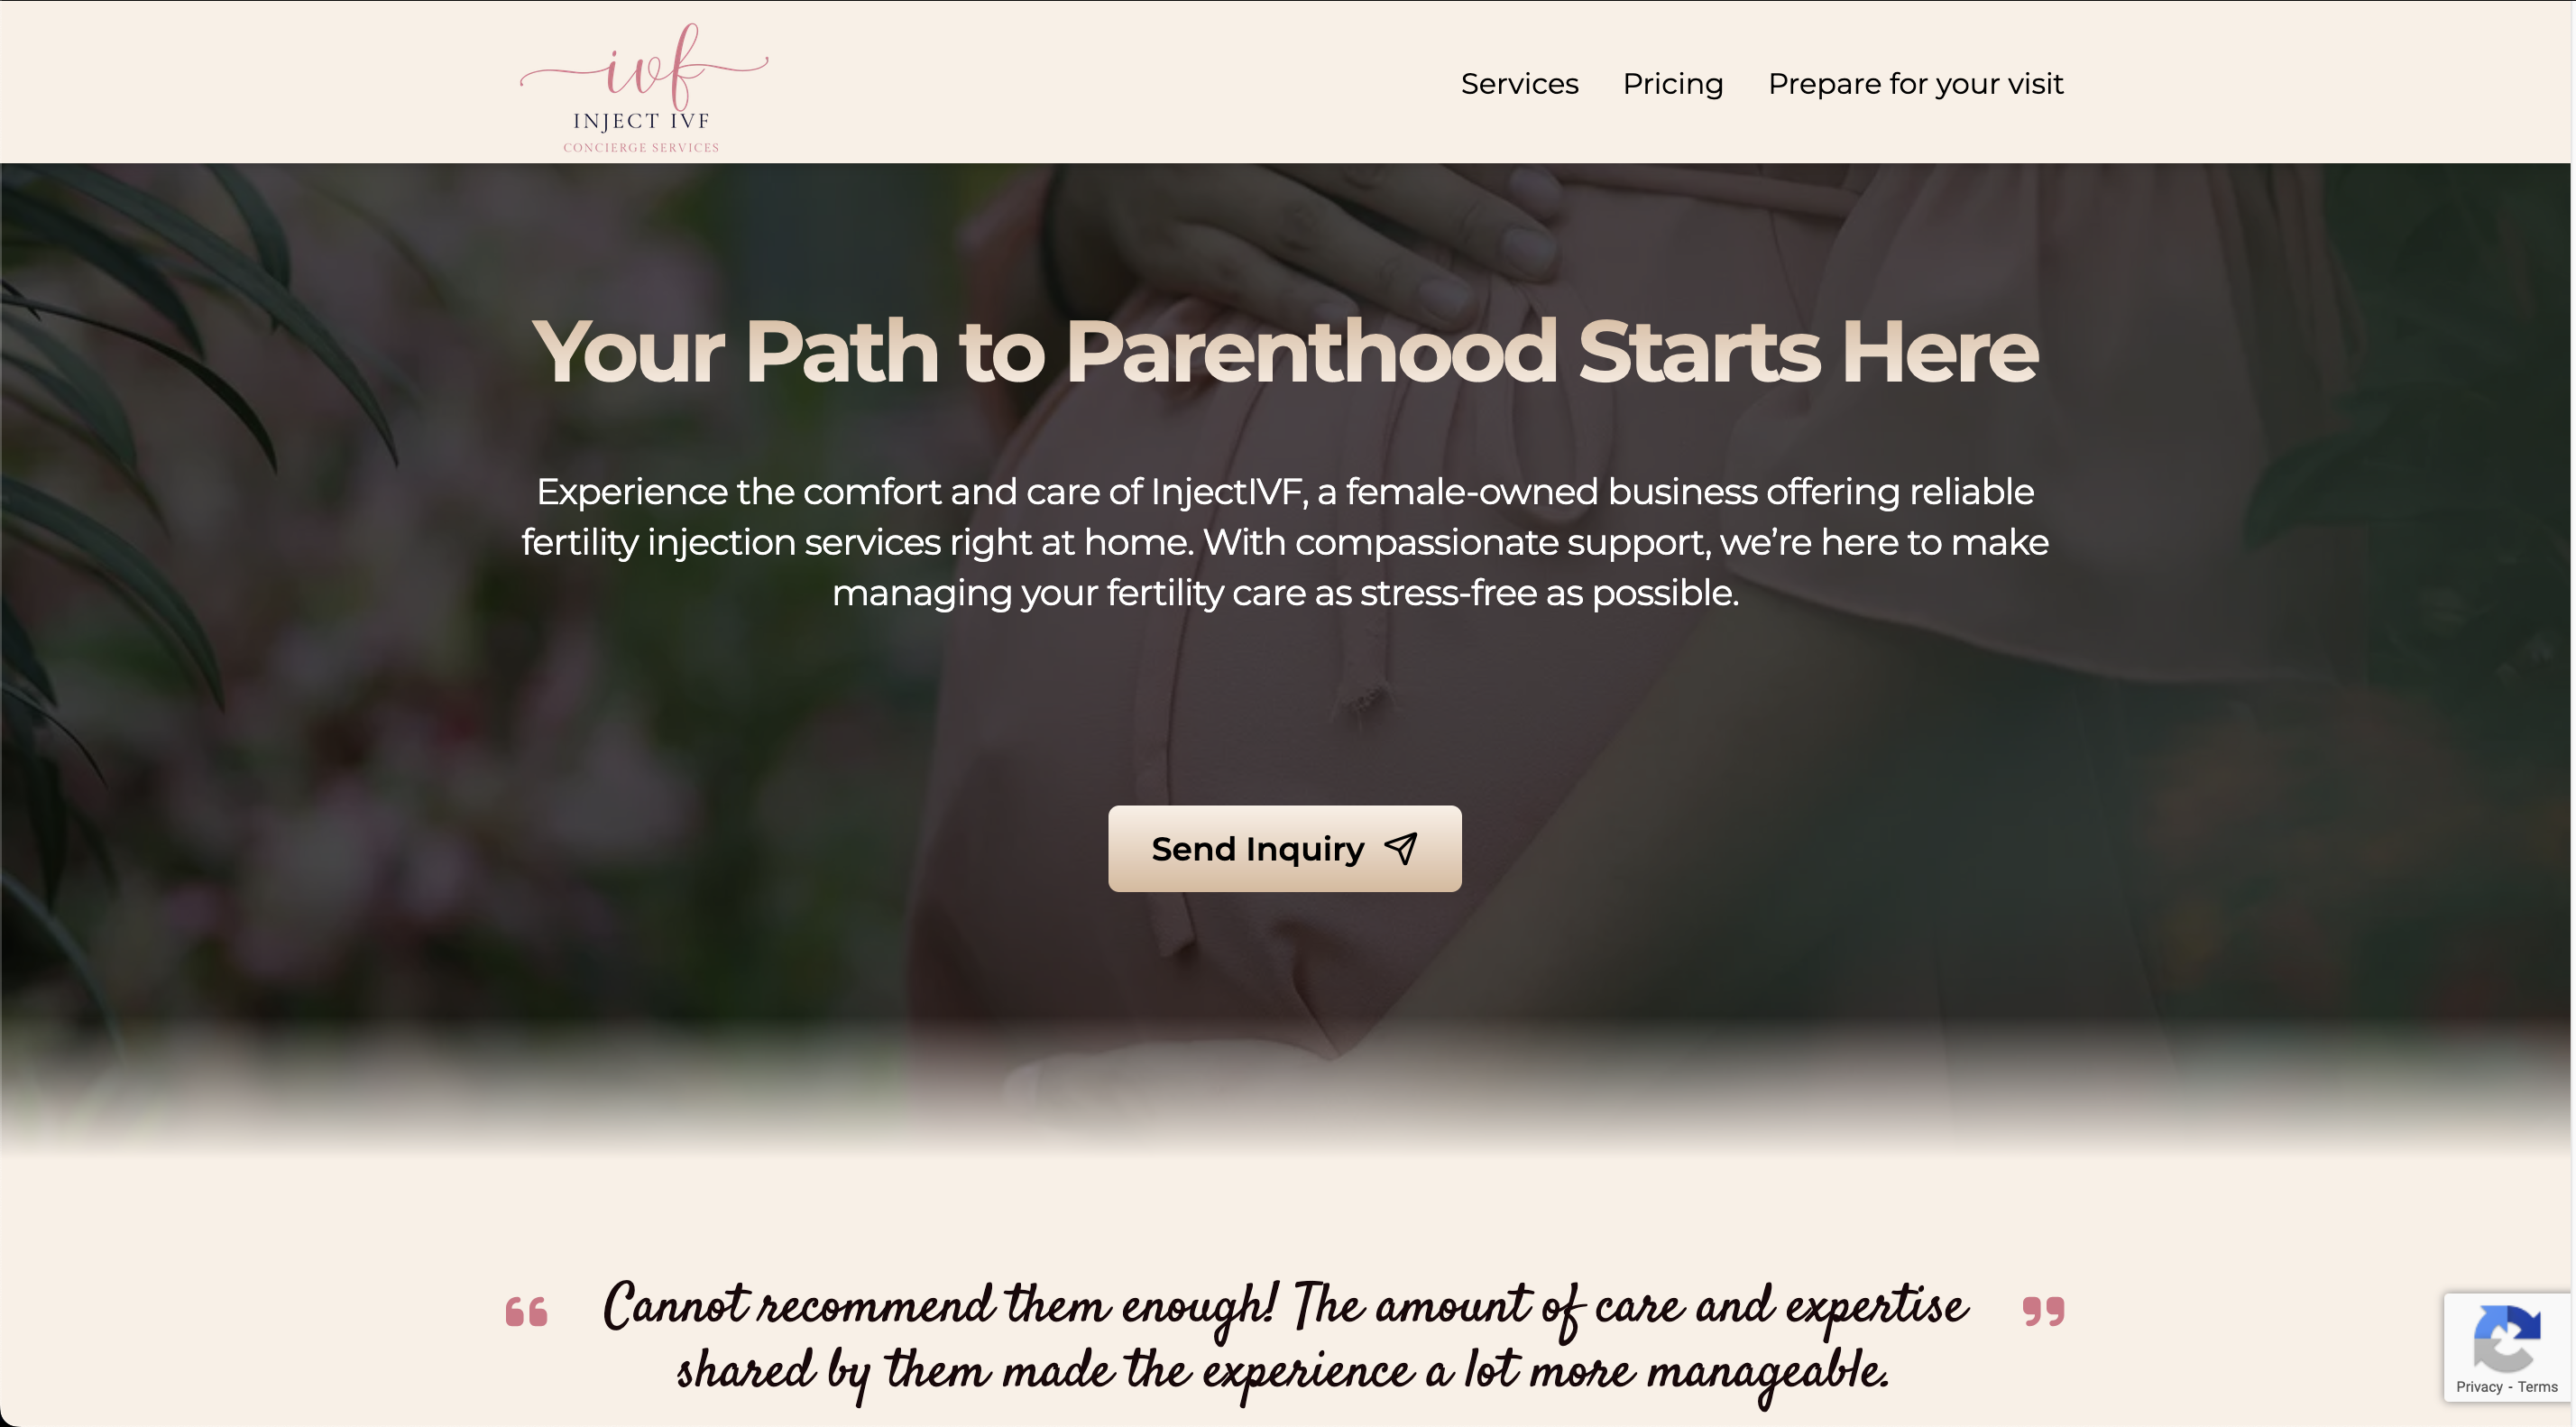 ivf
INJECT IVF
CONCIERGE SERVICES
Services Pricing Prepare for your visit
Your Path to Parenthood Starts Here
Experience the comfort and care of InjectIVF, a female-owned business offering reliable
fertility injection services right at home. With compassionate support, we’re here to make
managing your fertility care as stress-free as possible.
Send Inquiry
“ Cannot recommend them enough! The amount of care and expertise ”
shared by them made the experience a lot more manageable.
Privacy - Terms